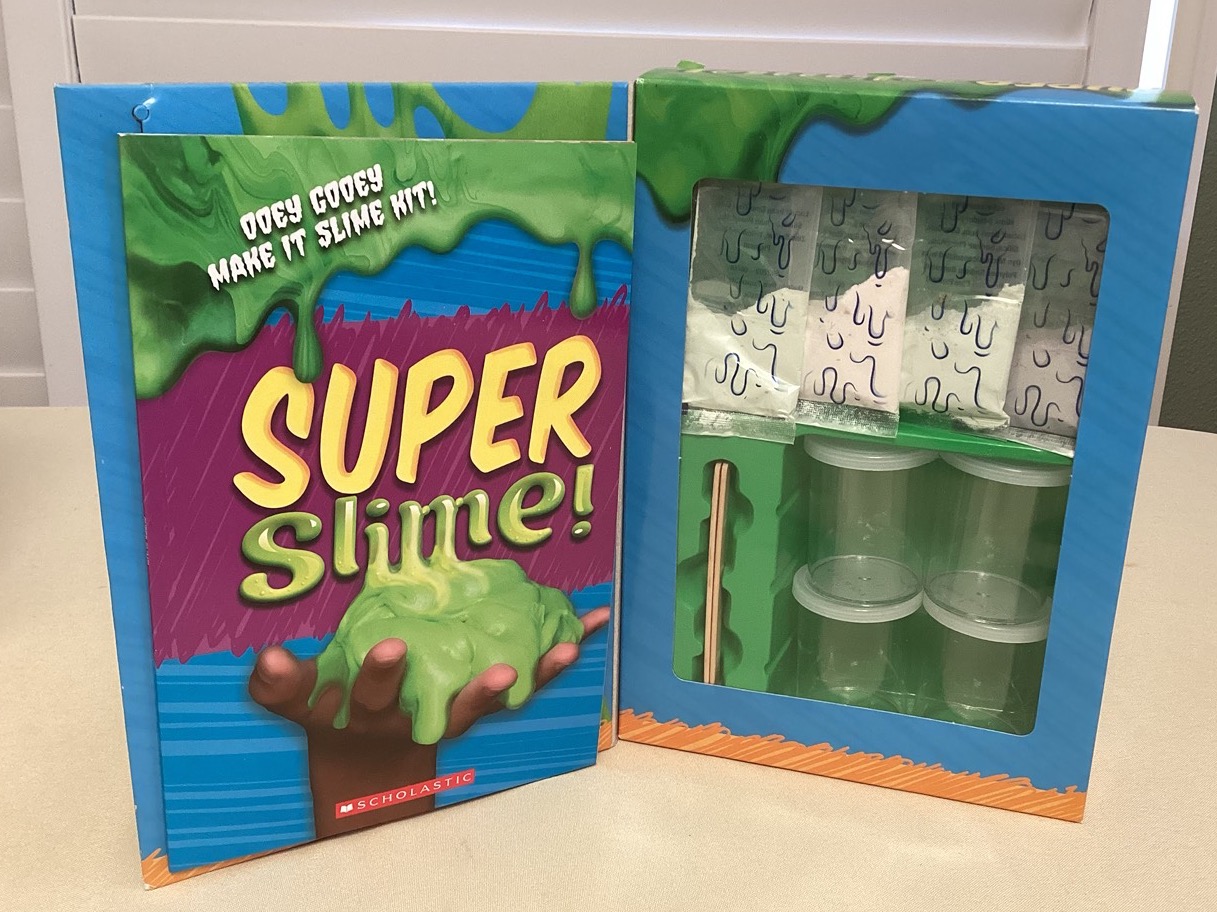 OOEY GOOEY
MAKE IT SLIME KIT!
SUPER
Slime!
SCHOLASTIC